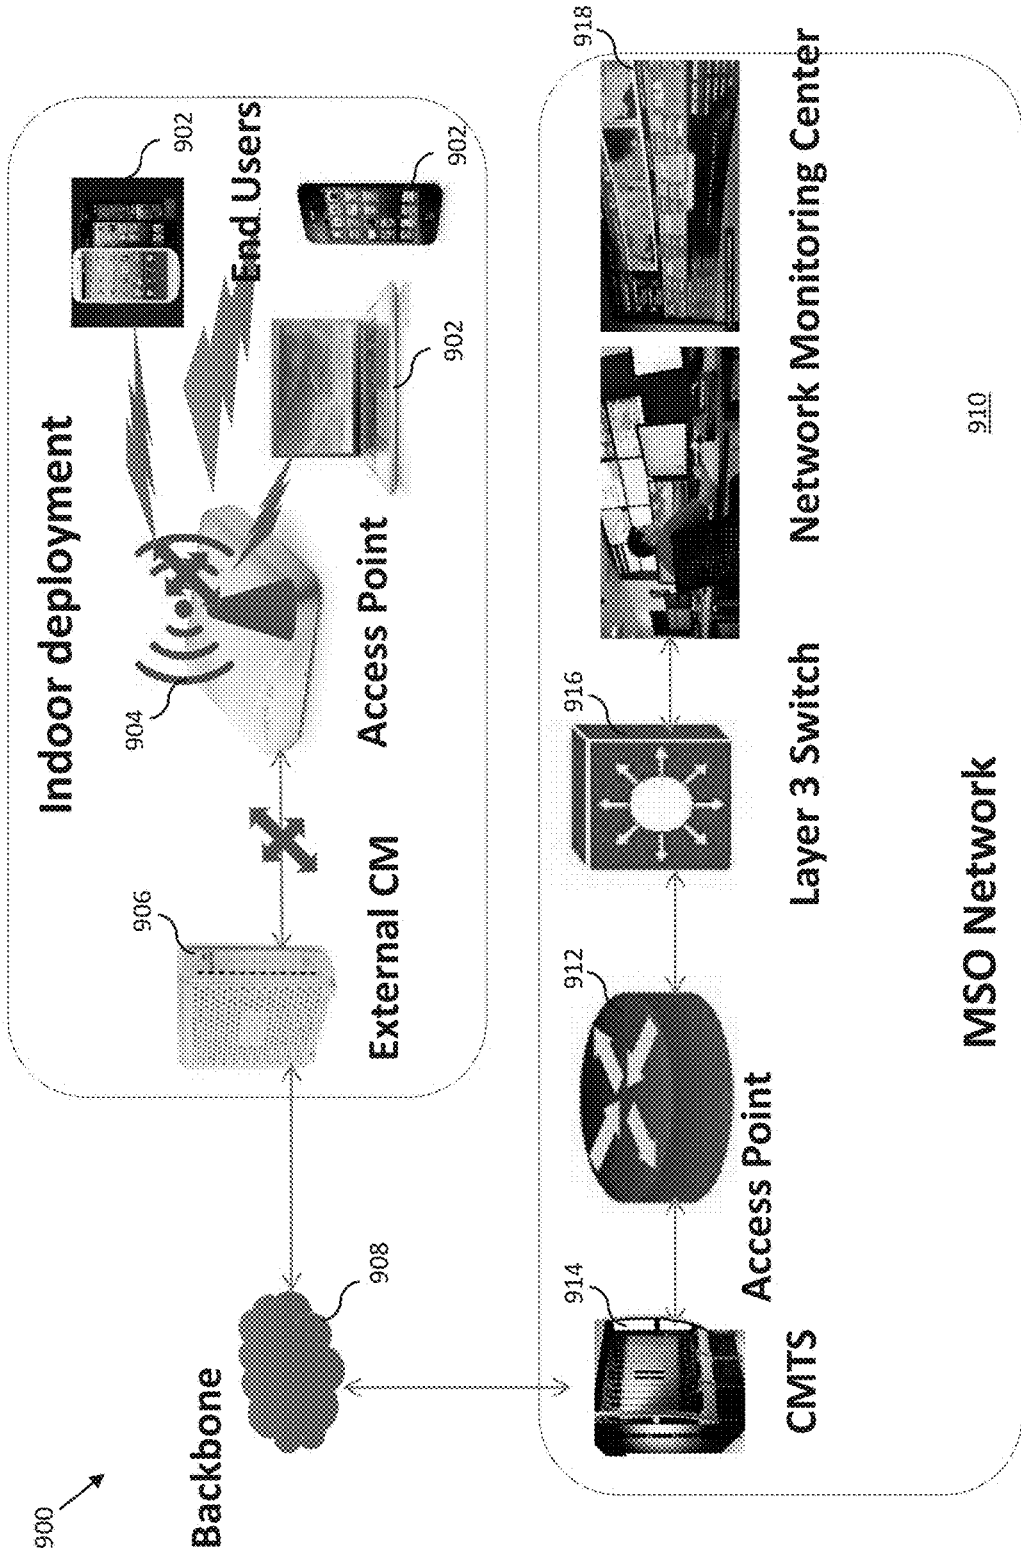 900
Backbone
908
Indoor deployment
906
External CM
904
Access Point
End Users
902
902
902
914
CMTS
912
Access Point
916
Layer 3 Switch
918
Network Monitoring Center
MSO Network
910